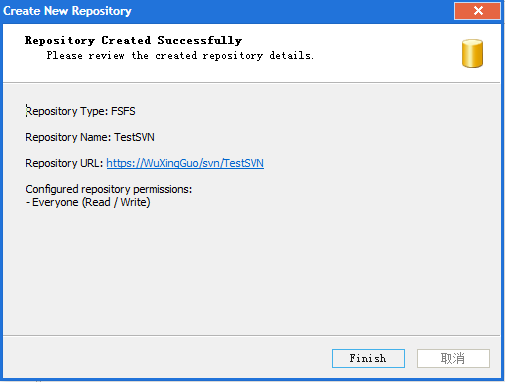 Create New Repository
Repository Created Successfully
Please review the created repository details.
Repository Type: FSFS
Repository Name: TestSVN
Repository URL: https://WuXingGuo/svn/TestSVN
Configured repository permissions:
- Everyone (Read / Write)
Finish
取消